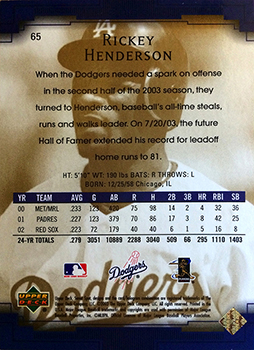 65
RICKEY
HENDERSON
When the Dodgers needed a spark on offense
in the second half of the 2003 season, they
turned to Henderson, baseball's all-time steals,
runs and walks leader. On 7/20/03, the future
Hall of Famer extended his record for leadoff
home runs to 81.
HT: 5'10" WT: 190 lbs BATS: R THROWS: L
BORN: 12/25/58 Chicago, IL
YR TEAM AVG G AB R H 2B 3B HR RBI SB
00 MET/MRL .233 123 420 75 98 14 2 4 32 36
01 PADRES .227 123 379 70 86 17 3 8 42 25
02 RED SOX .223 72 179 40 40 6 1 5 16 8
24-YR TOTALS .279 3051 10889 2288 3040 509 66 295 1110 1403
Dodgers
Dodgers
UPPER DECK